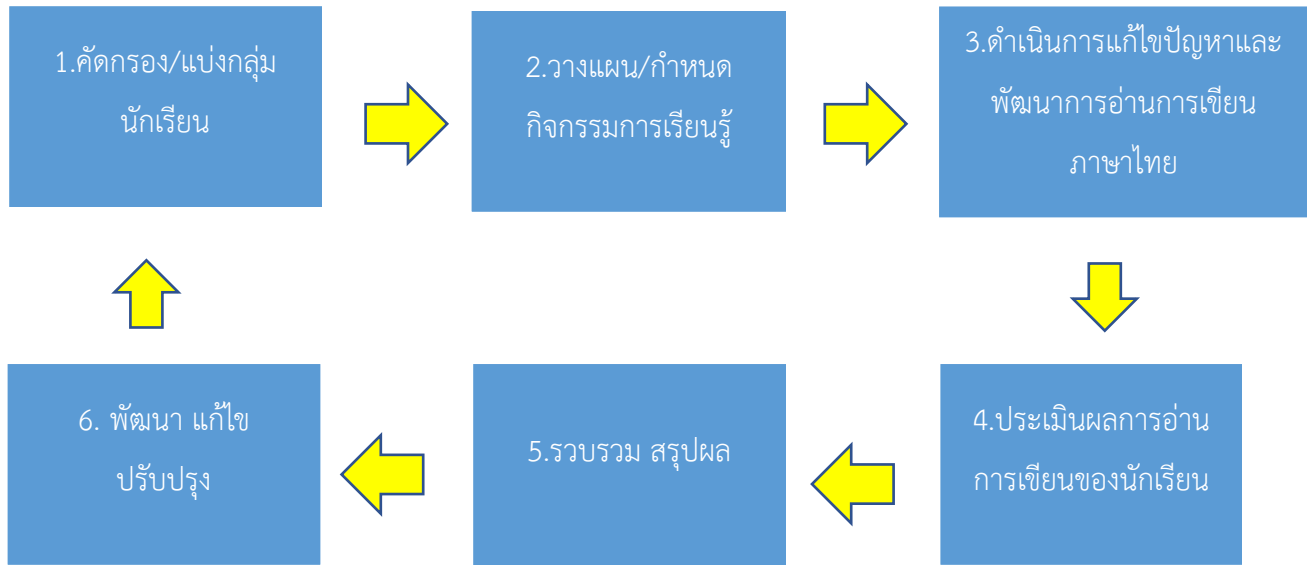 1.คัดกรอง/แบ่งกลุ่ม
นักเรียน
2.วางแผน/กำหนด
กิจกรรมการเรียนรู้
3.ดำเนินการแก้ไขปัญหาและ
พัฒนาการอ่านการเขียน
ภาษาไทย
4.ประเมินผลการอ่าน
การเขียนของนักเรียน
5.รวบรวม สรุปผล
6. พัฒนา แก้ไข
ปรับปรุง